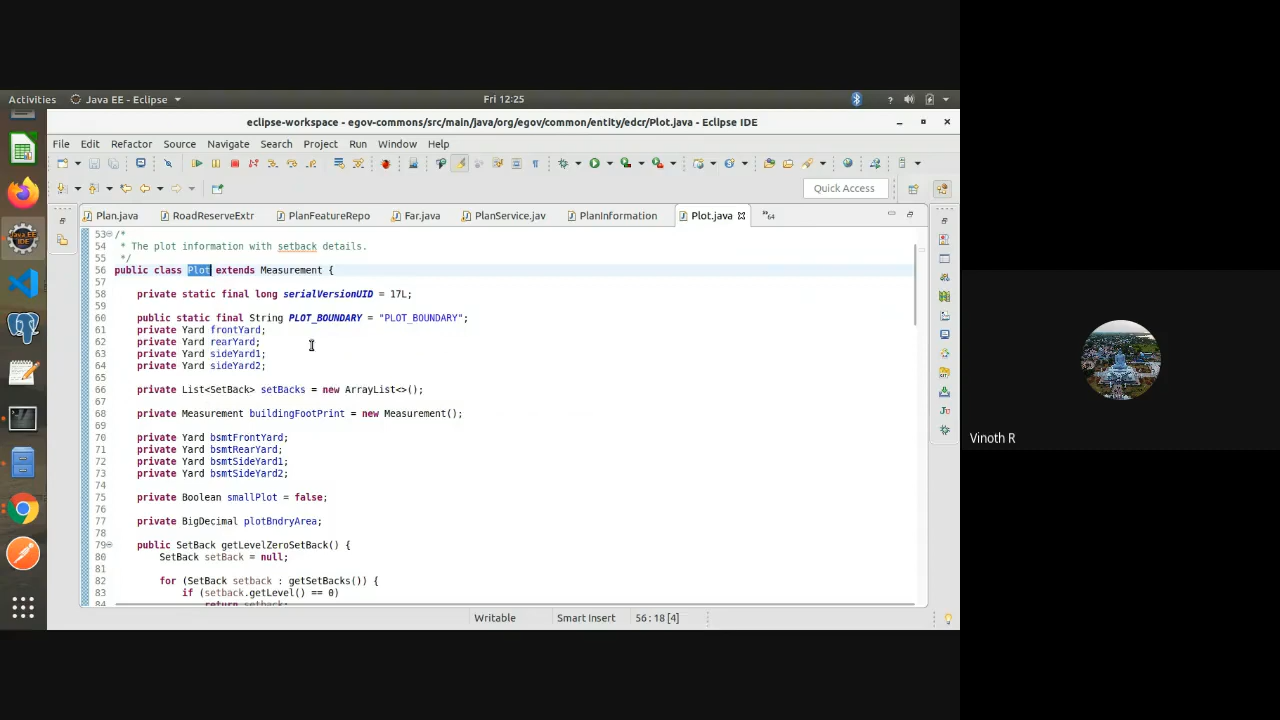 Activities Java EE - Eclipse Fri 12:25 ?
eclipse-workspace - egov-commons/src/main/java/org/egov/common/entity/edcr/Plot.java - Eclipse IDE
File Edit Refactor Source Navigate Search Project Run Window Help
Quick Access
Plan.java RoadReserveExtr PlanFeatureRepo Far.java PlanService.java PlanInformation Plot.java »64
53 /*
54 * The plot information with setback details.
55 */
56 public class Plot extends Measurement {
57
58 private static final long serialVersionUID = 17L;
59
60 public static final String PLOT_BOUNDARY = "PLOT_BOUNDARY";
61 private Yard frontYard;
62 private Yard rearYard;
63 private Yard sideYard1;
64 private Yard sideYard2;
65
66 private List<SetBack> setBacks = new ArrayList<>();
67
68 private Measurement buildingFootPrint = new Measurement();
69
70 private Yard bsmtFrontYard;
71 private Yard bsmtRearYard;
72 private Yard bsmtSideYard1;
73 private Yard bsmtSideYard2;
74
75 private Boolean smallPlot = false;
76
77 private BigDecimal plotBndryArea;
78
79 public SetBack getLevelZeroSetBack() {
80 SetBack setBack = null;
81
82 for (SetBack setback : getSetBacks()) {
83 if (setback.getLevel() == 0)
84 return setback;
Writable Smart Insert 56 : 18 [4]
Vinoth R